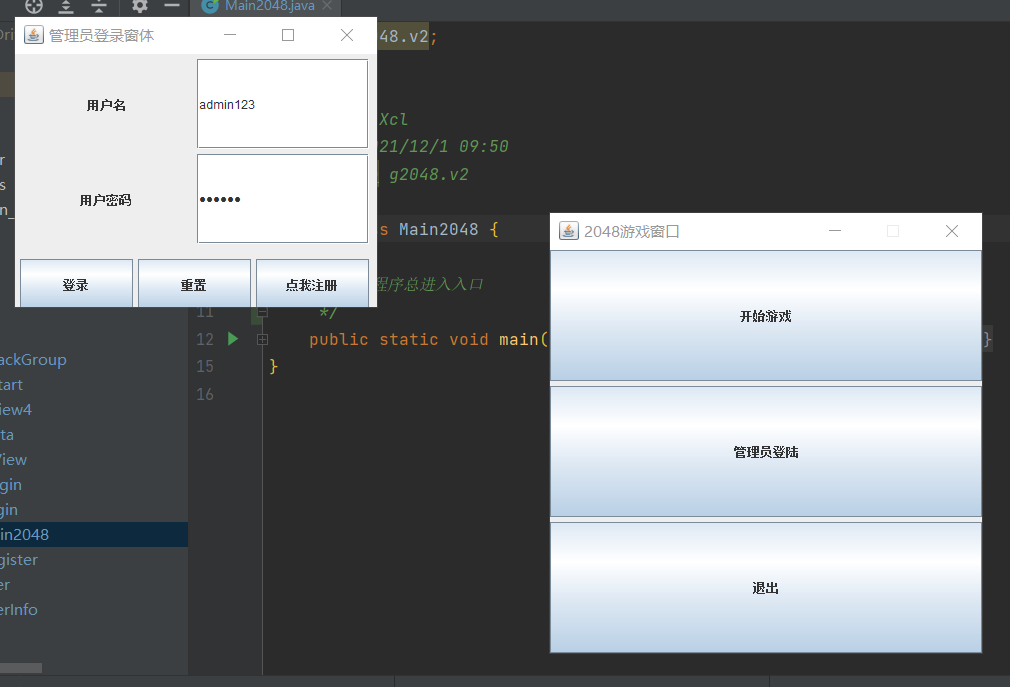 Main2048.java
管理员登录窗体
48.v2;
用户名
admin123
Xcl
21/12/1 09:50
g2048.v2
用户密码
••••••
s Main2048 {
2048游戏窗口
登录
重置
点我注册
程序总进入入口
开始游戏
11
*/
12
public static void main(
}
15
}
16
ackGroup
tart
iew4
ta
View
gin
gin
in2048
gister
er
erInfo
管理员登陆
退出